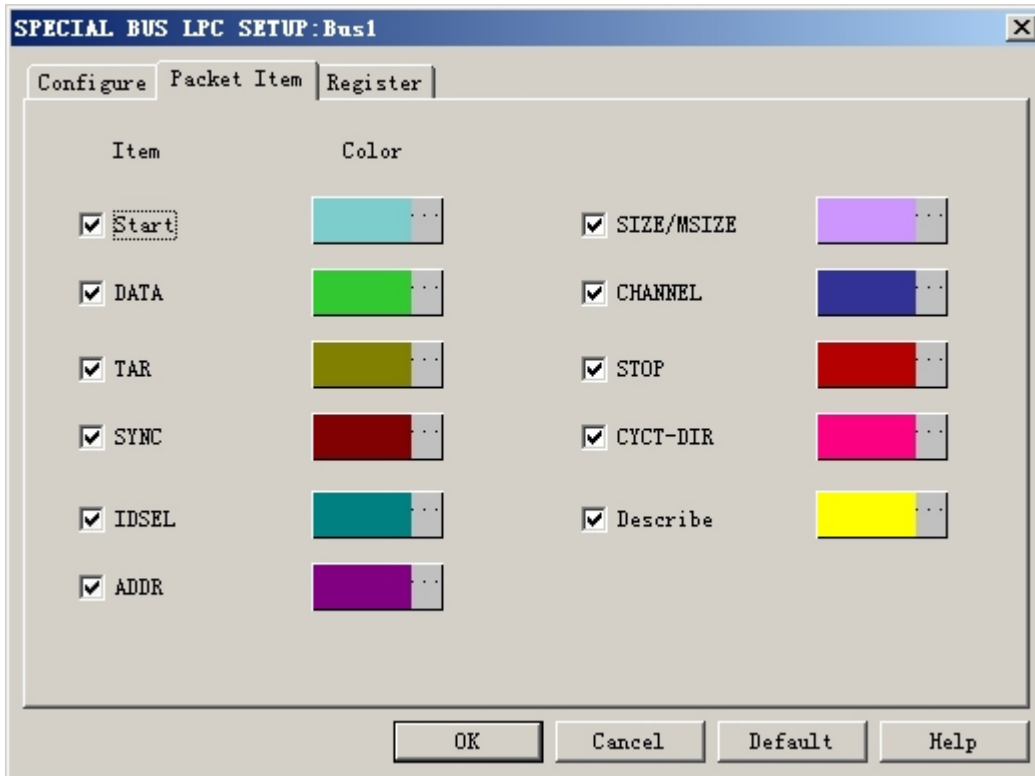 SPECIAL BUS LPC SETUP:Bus1
Configure Packet Item Register
Item Color
Start ... SIZE/MSIZE ...
DATA ... CHANNEL ...
TAR ... STOP ...
SYNC ... CYCT-DIR ...
IDSEL ... Describe ...
ADDR ...
OK Cancel Default Help